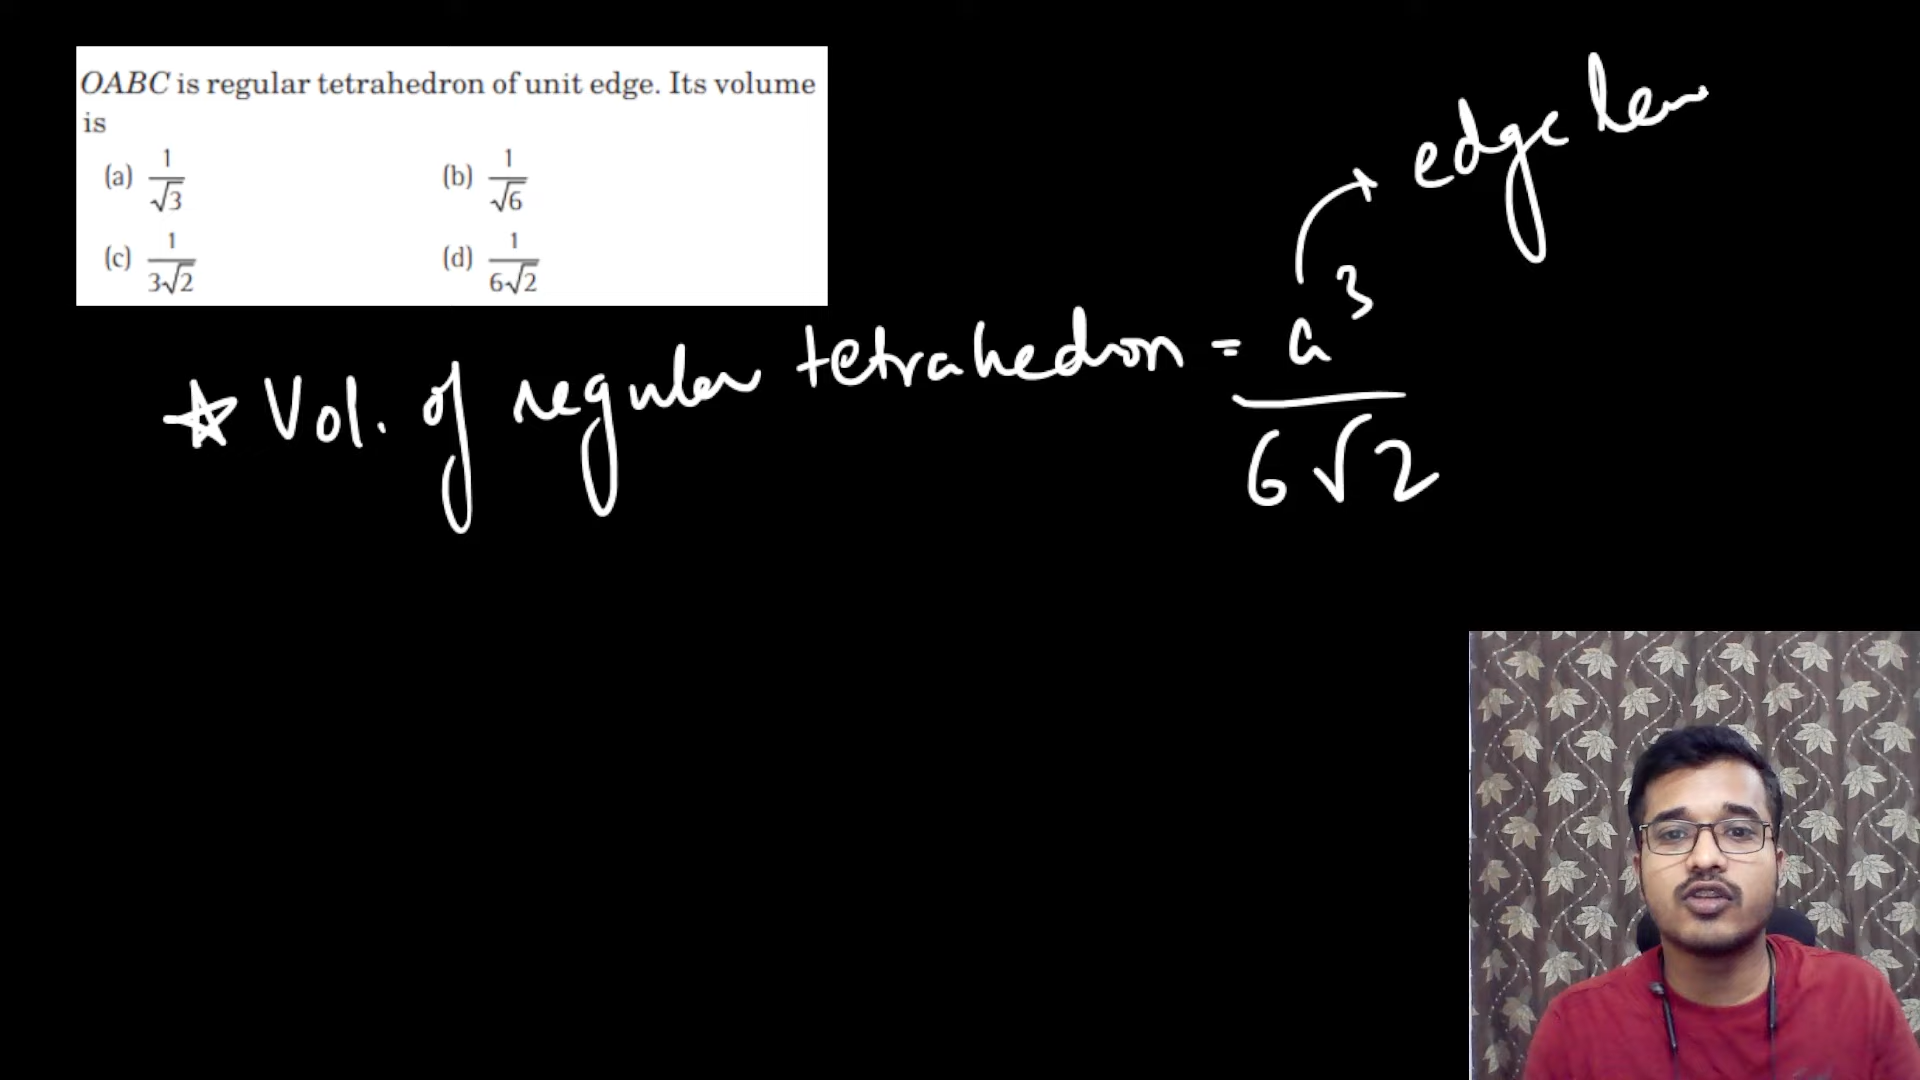 OABC is regular tetrahedron of unit edge. Its volume
is
(a) 1/√3 (b) 1/√6
(c) 1/3√2 (d) 1/6√2
edge len
☆ Vol. of regular tetrahedron = a³/6√2